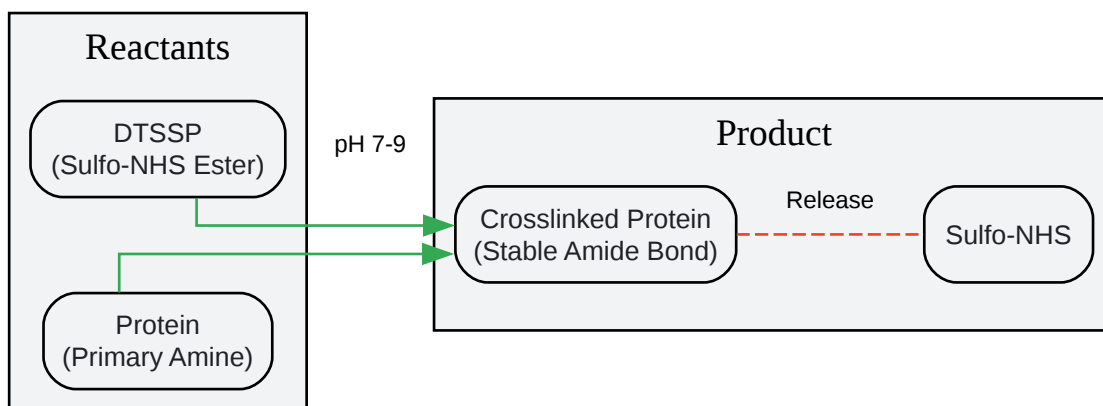 Reactants
DTSSP
(Sulfo-NHS Ester)
Protein
(Primary Amine)
pH 7-9
Product
Crosslinked Protein
(Stable Amide Bond)
Release
Sulfo-NHS